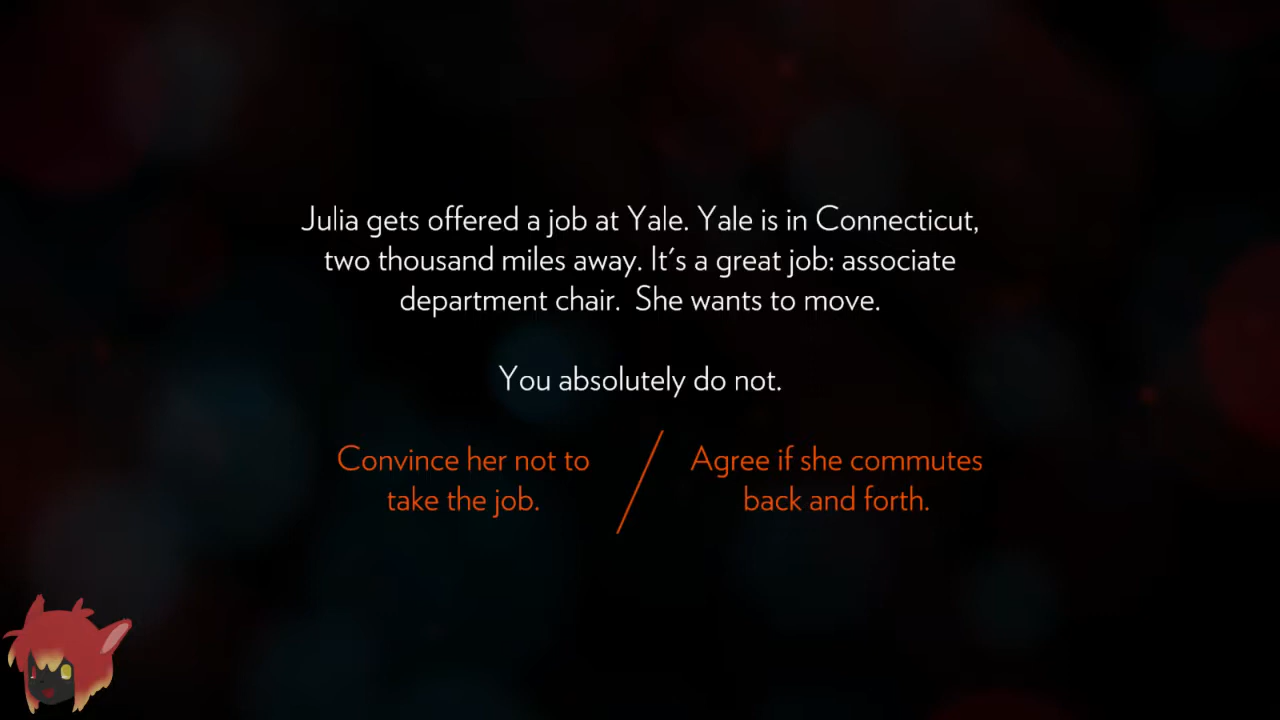 Julia gets offered a job at Yale. Yale is in Connecticut,
two thousand miles away. It's a great job: associate
department chair.  She wants to move.
You absolutely do not.
Convince her not to
take the job.
Agree if she commutes
back and forth.